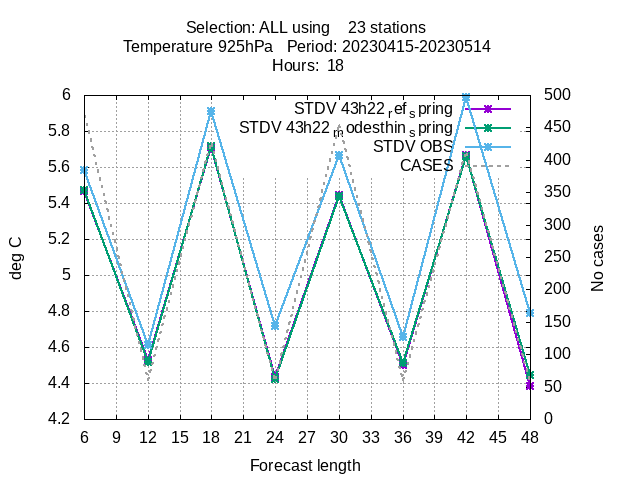 Selection: ALL using    23 stations
Temperature 925hPa   Period: 20230415-20230514
Hours: 18
STDV 43h22 ref spring
STDV 43h22 modesthin spring
STDV OBS
CASES
6 500
5.8 450
5.6 400
350
5.4 300
5.2 250
5 200
4.8 150
4.6 100
4.4 50
4.2 0
deg C
No cases
6 9 12 15 18 21 24 27 30 33 36 39 42 45 48
Forecast length